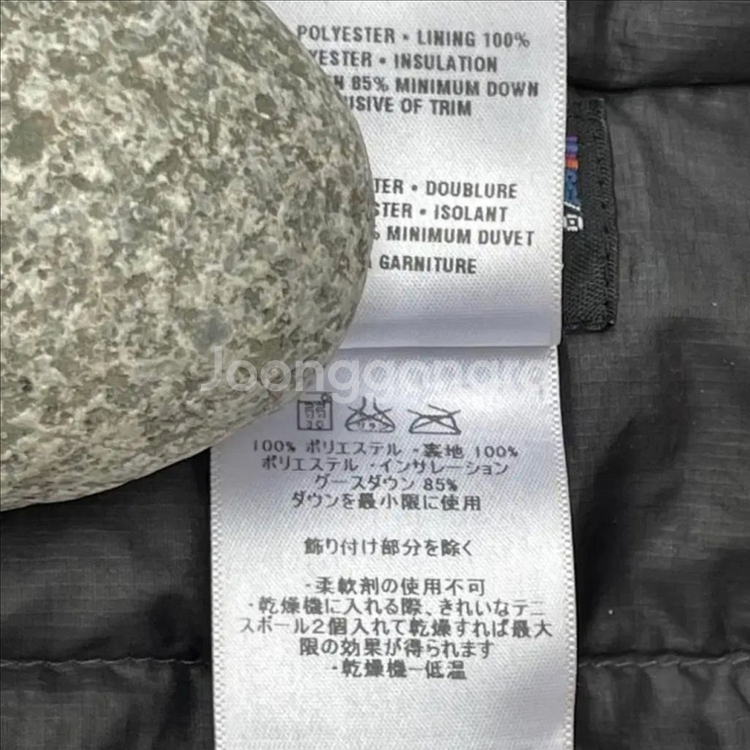 POLYESTER • LINING 100%
YESTER • INSULATION
85% MINIMUM DOWN
USIVE OF TRIM
TER • DOUBLURE
STER • ISOLANT
% MINIMUM DUVET
GARNITURE
Joonggonara
100% ポリエステル・裏地 100%
ポリエステル・インサレーション
グースダウン 85%
ダウンを最小限に使用
飾り付け部分を除く
・柔軟剤の使用不可
・乾燥機に入れる際、きれいなテニ
スボール2個入れて乾燥すれば最大
限の効果が得られます
・乾燥機ー低温